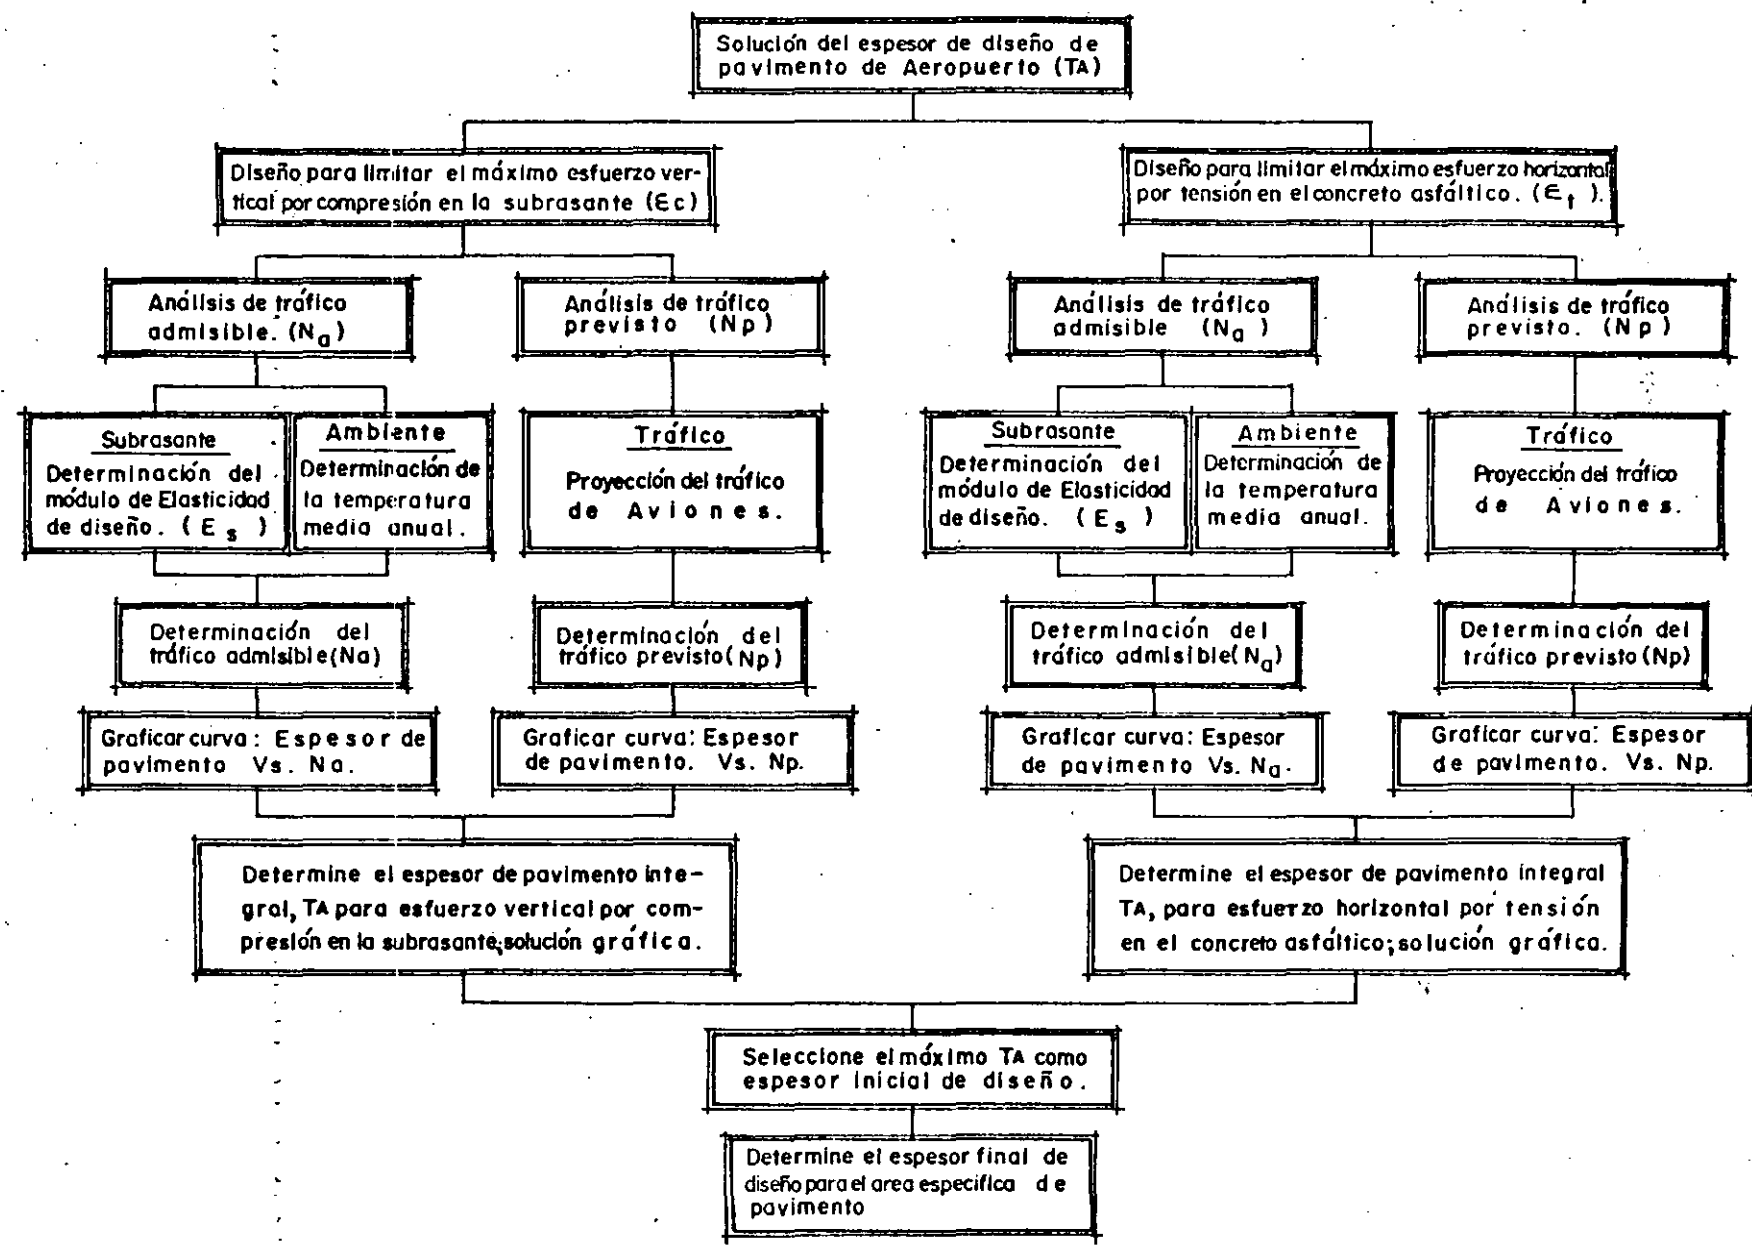 Solución del espesor de diseño de
pavimento de Aeropuerto (TA)
Diseño para limitar el máximo esfuerzo ver-
tical por compresión en la subrasante (Ec)
Diseño para limitar el máximo esfuerzo horizontal
por tensión en el concreto asfáltico. (Et).
Análisis de tráfico
admisible. (Na)
Análisis de tráfico
previsto (Np)
Análisis de tráfico
admisible (Na)
Análisis de tráfico
previsto. (Np)
Subrasante
Determinación del
módulo de Elasticidad
de diseño. (Es)
Ambiente
Determinación de
la temperatura
media anual.
Tráfico
Proyección del tráfico
de Aviones.
Subrasante
Determinación del
módulo de Elasticidad
de diseño. (Es)
Ambiente
Determinación de
la temperatura
media anual.
Tráfico
Proyección del tráfico
de Aviones.
Determinación del
tráfico admisible(Na)
Determinación del
tráfico previsto(Np)
Determinación del
tráfico admisible(Na)
Determinación del
tráfico previsto(Np)
Graficar curva: Espesor de
pavimento Vs. Na.
Graficar curva: Espesor
de pavimento. Vs. Np.
Graficar curva: Espesor
de pavimento Vs. Na.
Graficar curva: Espesor
de pavimento. Vs. Np.
Determine el espesor de pavimento inte-
gral, TA para esfuerzo vertical por com-
presión en la subrasante;solución gráfica.
Determine el espesor de pavimento integral
TA, para esfuerzo horizontal por tensión
en el concreto asfáltico;solución gráfica.
Seleccione el máximo TA como
espesor inicial de diseño.
Determine el espesor final de
diseño para el area especifica de
pavimento